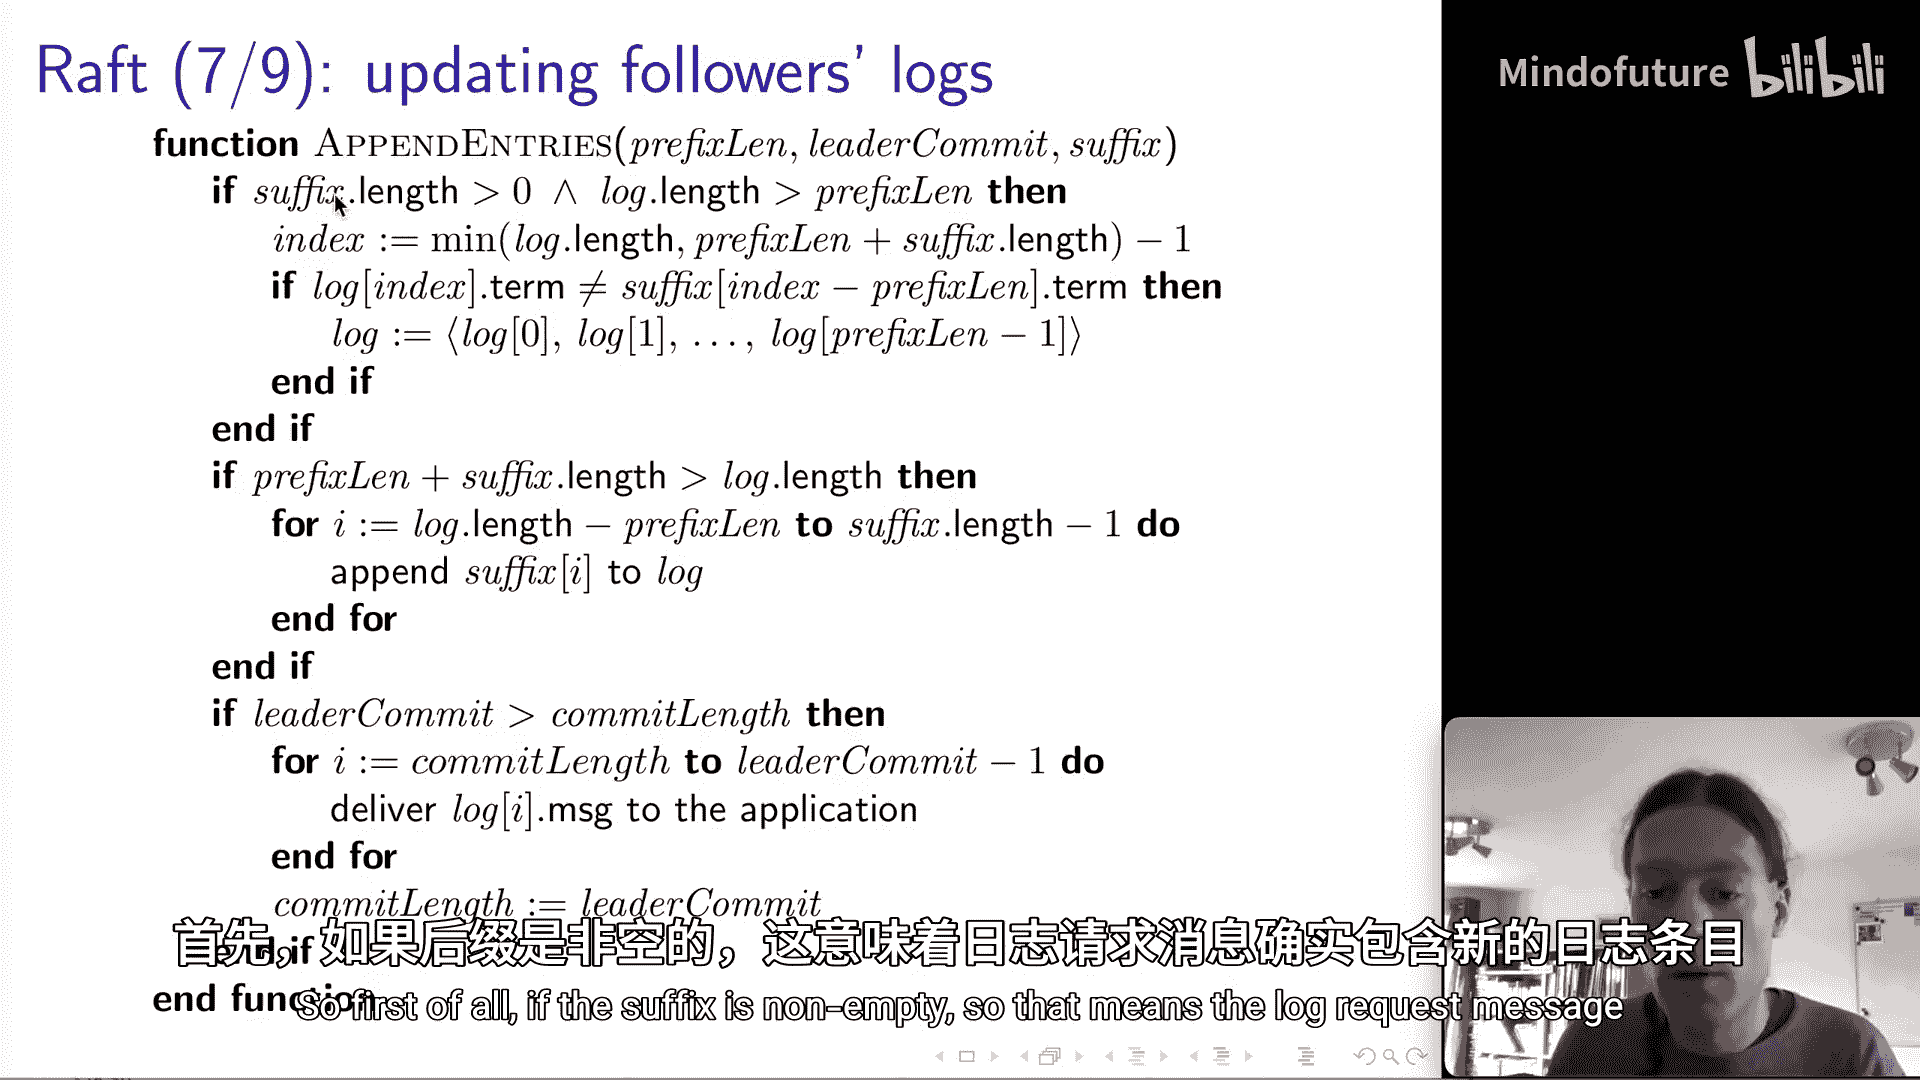 Raft (7/9): updating followers’ logs
Mindofuture bilibili
function APPENDENTRIES(prefixLen, leaderCommit, suffix)
if suffix.length > 0 ∧ log.length > prefixLen then
index := min(log.length, prefixLen + suffix.length) − 1
if log[index].term ≠ suffix[index − prefixLen].term then
log := ⟨log[0], log[1], . . . , log[prefixLen − 1]⟩
end if
end if
if prefixLen + suffix.length > log.length then
for i := log.length − prefixLen to suffix.length − 1 do
append suffix[i] to log
end for
end if
if leaderCommit > commitLength then
for i := commitLength to leaderCommit − 1 do
deliver log[i].msg to the application
end for
commitLength := leaderCommit
end if
end function
首先，如果后缀是非空的，这意味着日志请求消息确实包含新的日志条目
So first of all, if the suffix is non-empty, so that means the log request message